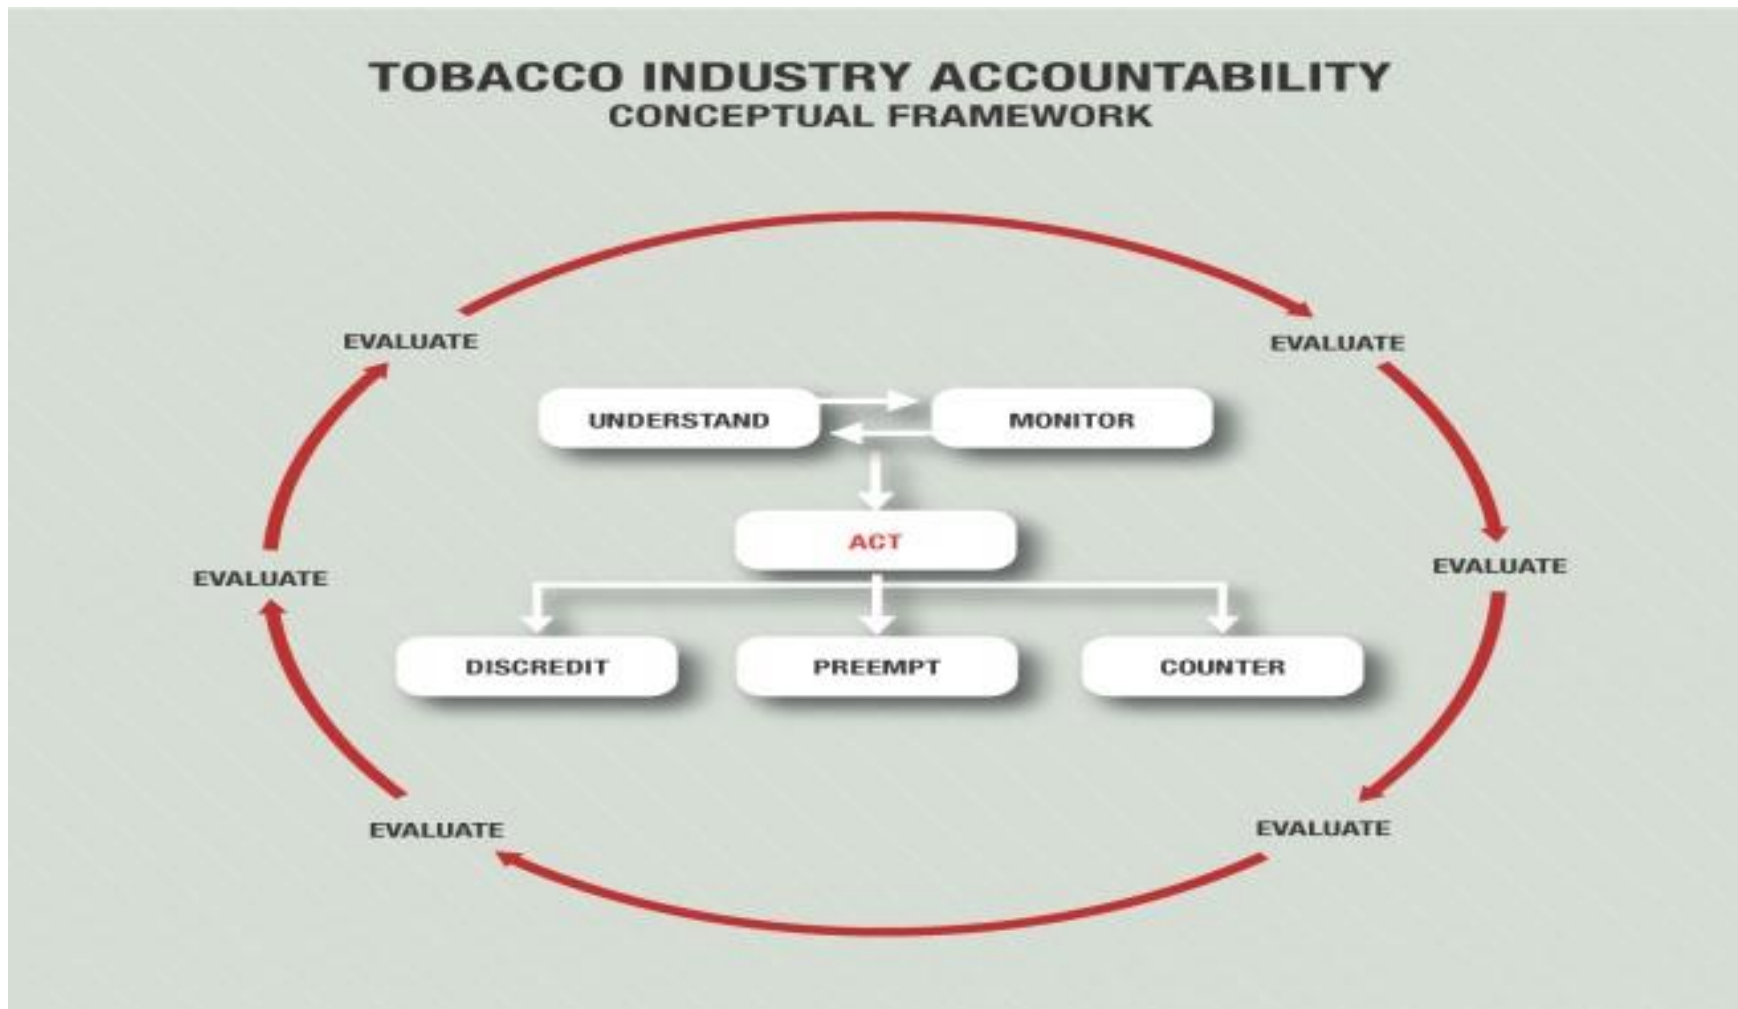 TOBACCO INDUSTRY ACCOUNTABILITY
CONCEPTUAL FRAMEWORK
EVALUATE
EVALUATE
UNDERSTAND
MONITOR
ACT
EVALUATE
EVALUATE
DISCREDIT
PREEMPT
COUNTER
EVALUATE
EVALUATE